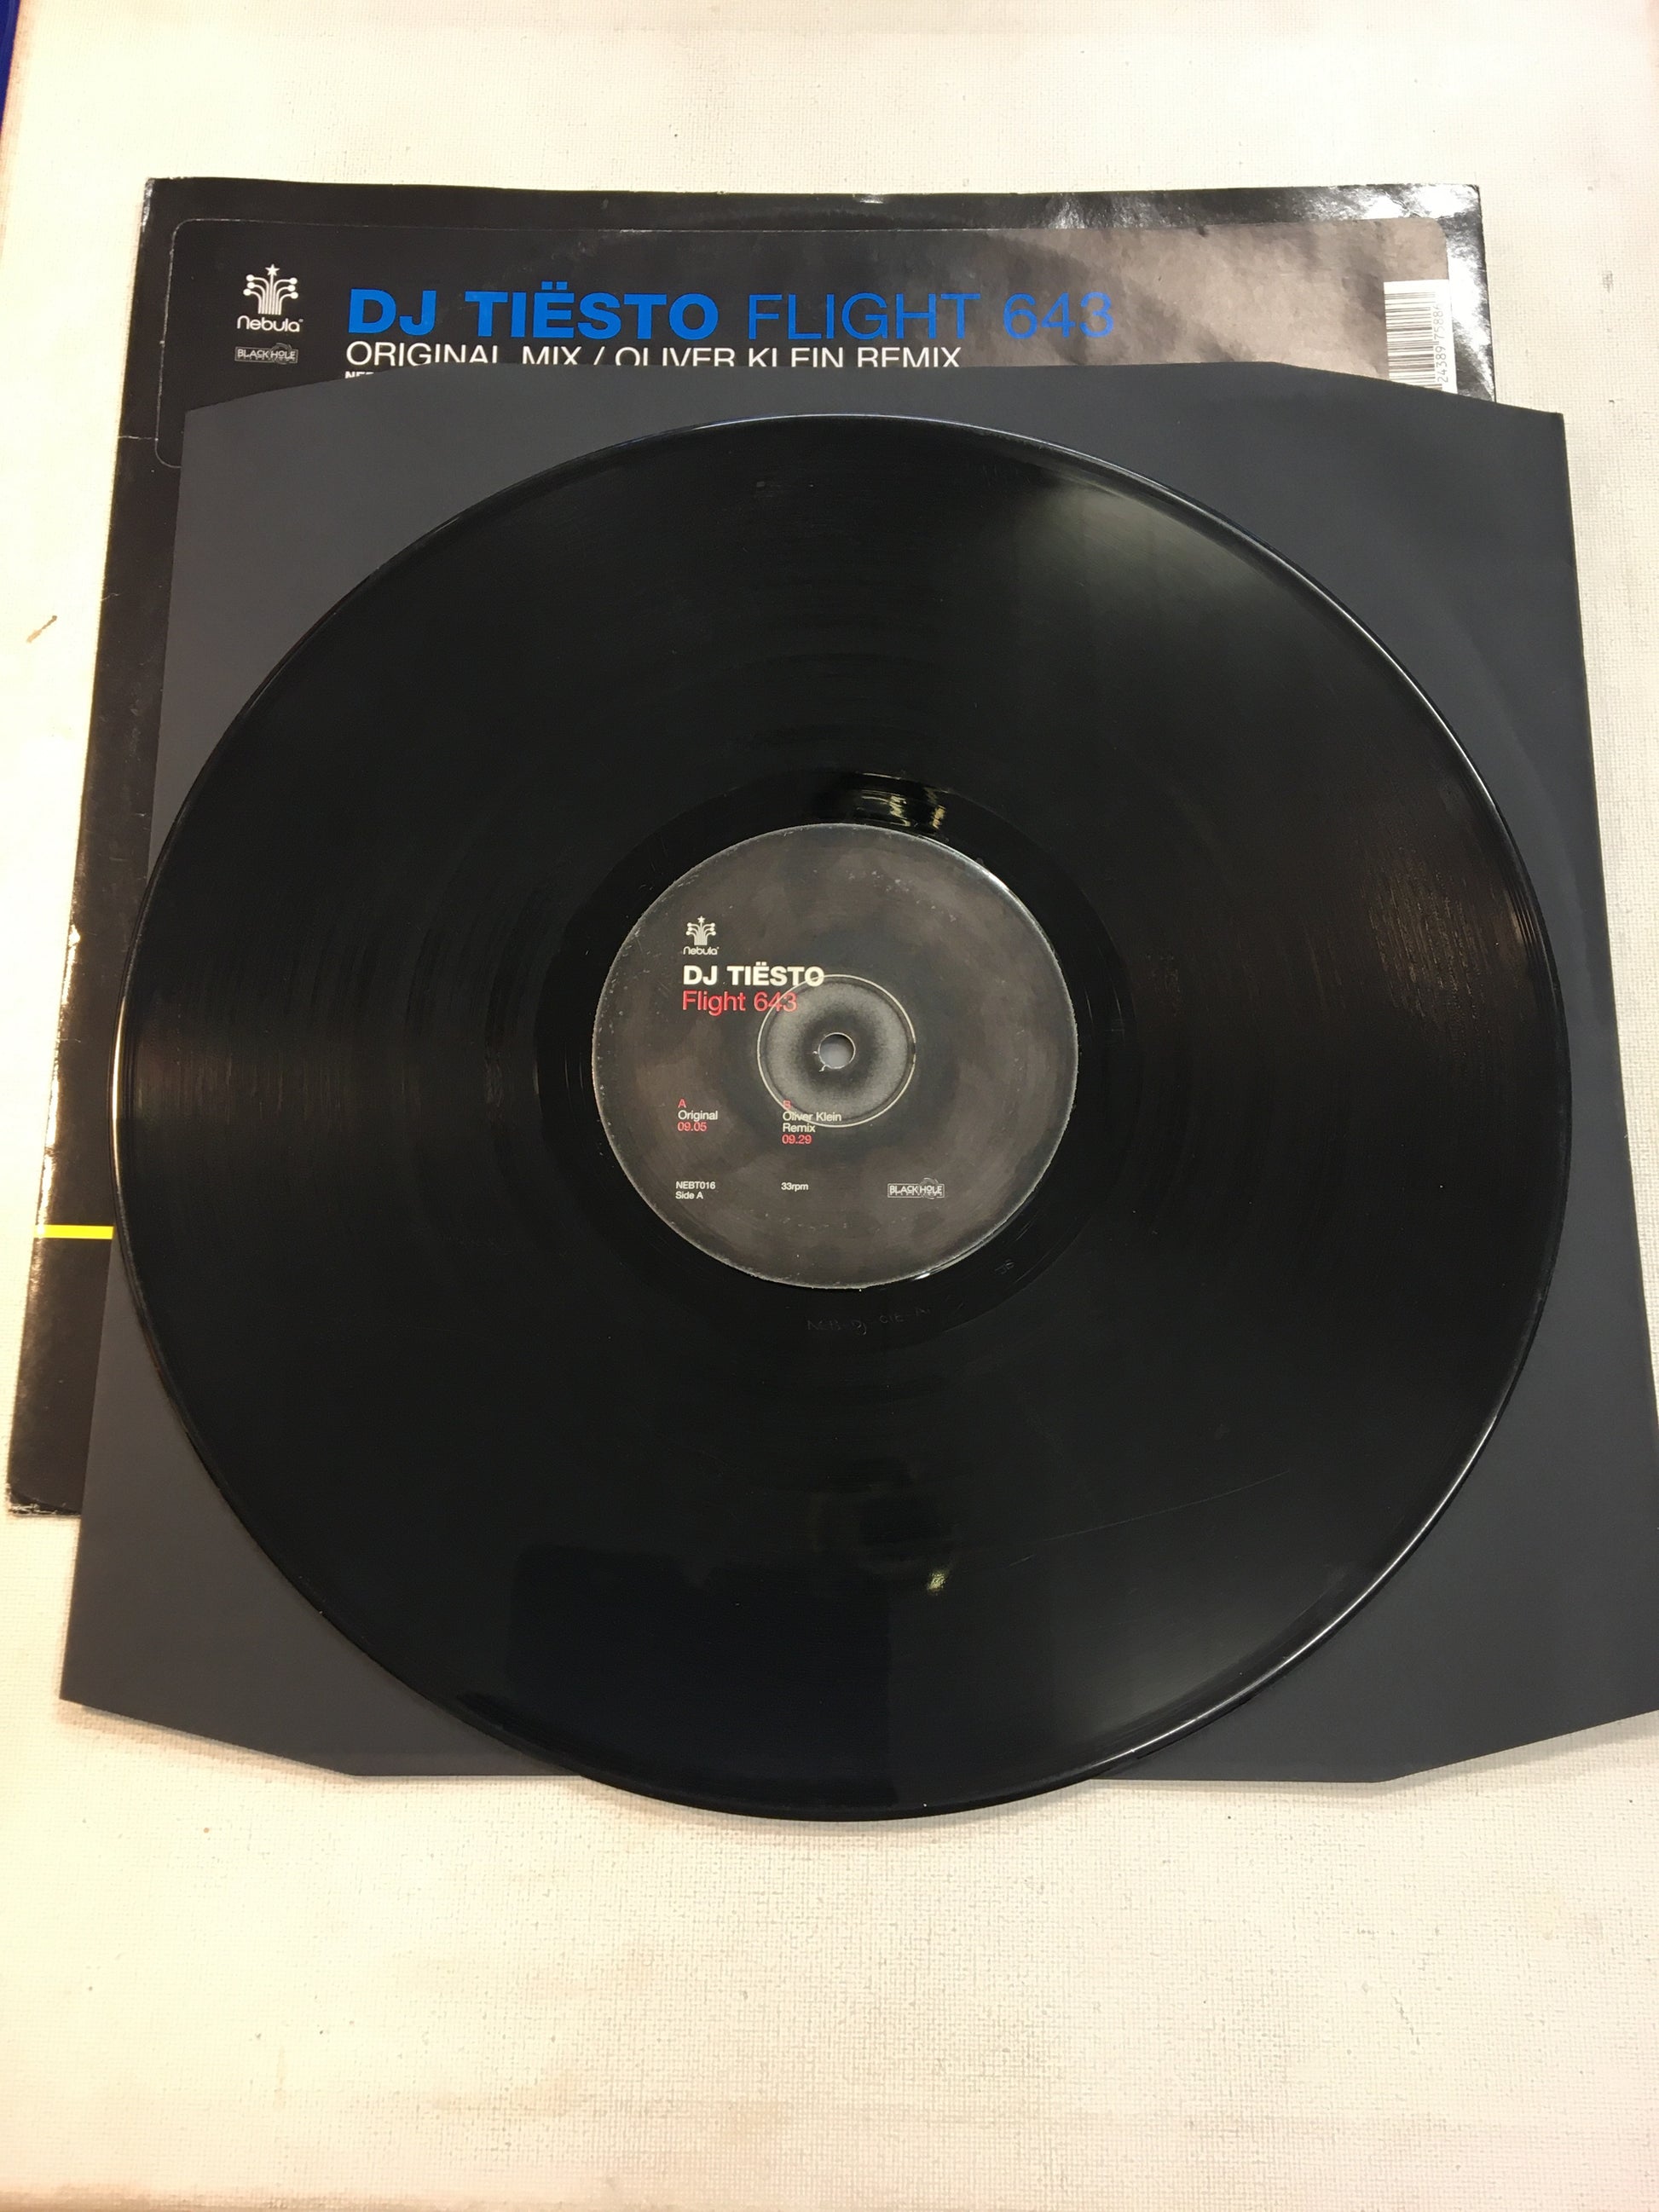 nebula
BLACK HOLE
DJ TIËSTO FLIGHT 643
ORIGINAL MIX / OLIVER KLEIN REMIX
nebula
DJ TIËSTO
Flight 643
A
Original
09.05
B
Oliver Klein
Remix
09.29
NEBT016
Side A
33rpm
BLACK HOLE